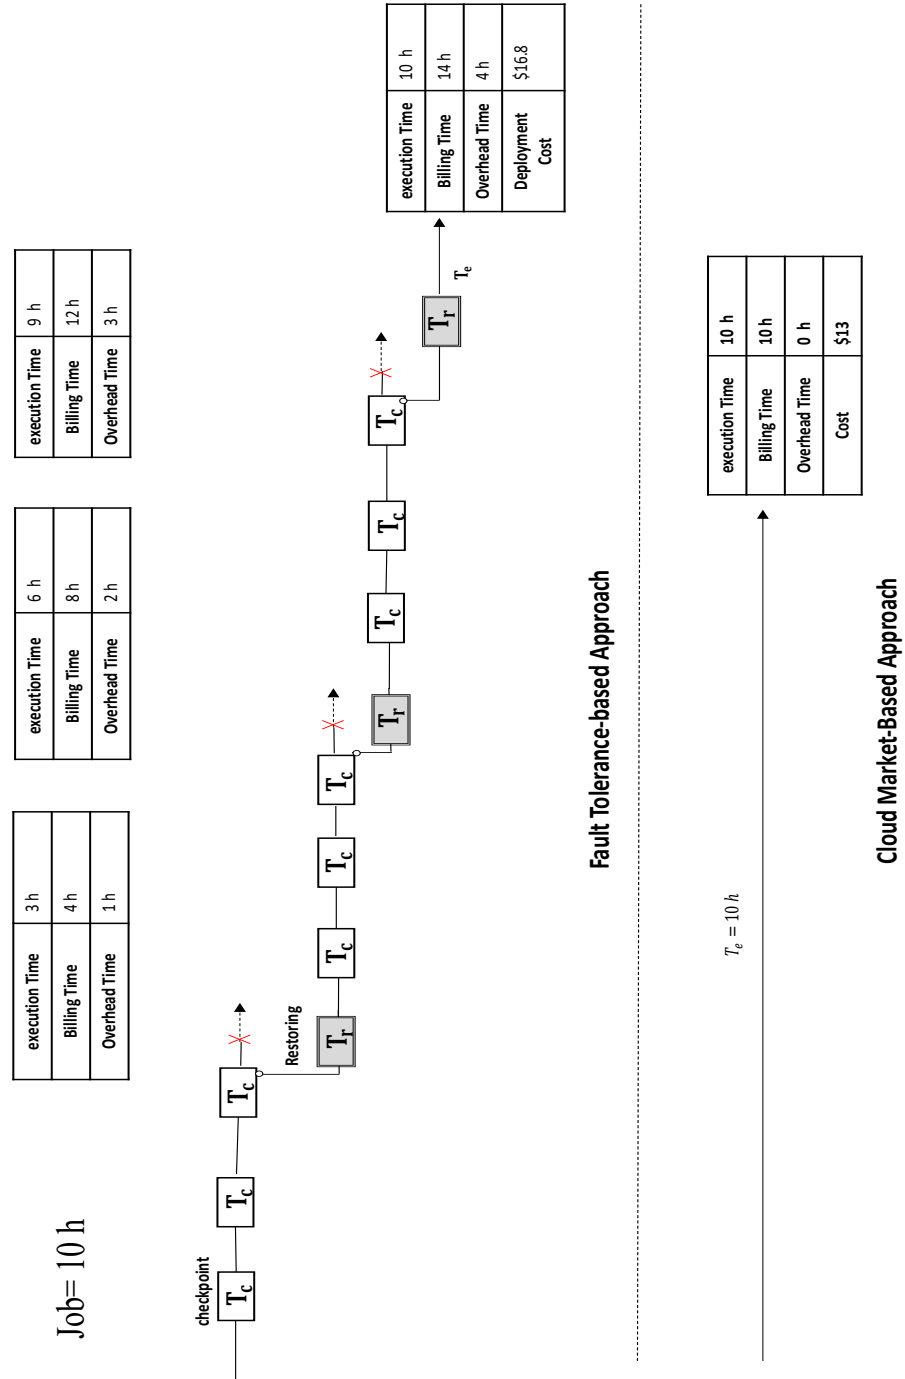 Job= 10 h
execution Time 3 h
Billing Time 4 h
Overhead Time 1 h
execution Time 6 h
Billing Time 8 h
Overhead Time 2 h
execution Time 9 h
Billing Time 12 h
Overhead Time 3 h
checkpoint
Tc
Tc
Tc
Restoring
Tr
Tc
Tc
Tc
Tr
Tc
Tc
Tc
Tr
Te
execution Time 10 h
Billing Time 14 h
Overhead Time 4 h
Deployment $16.8
Cost
Fault Tolerance-based Approach
Te = 10 h
execution Time 10 h
Billing Time 10 h
Overhead Time 0 h
Cost $13
Cloud Market-Based Approach